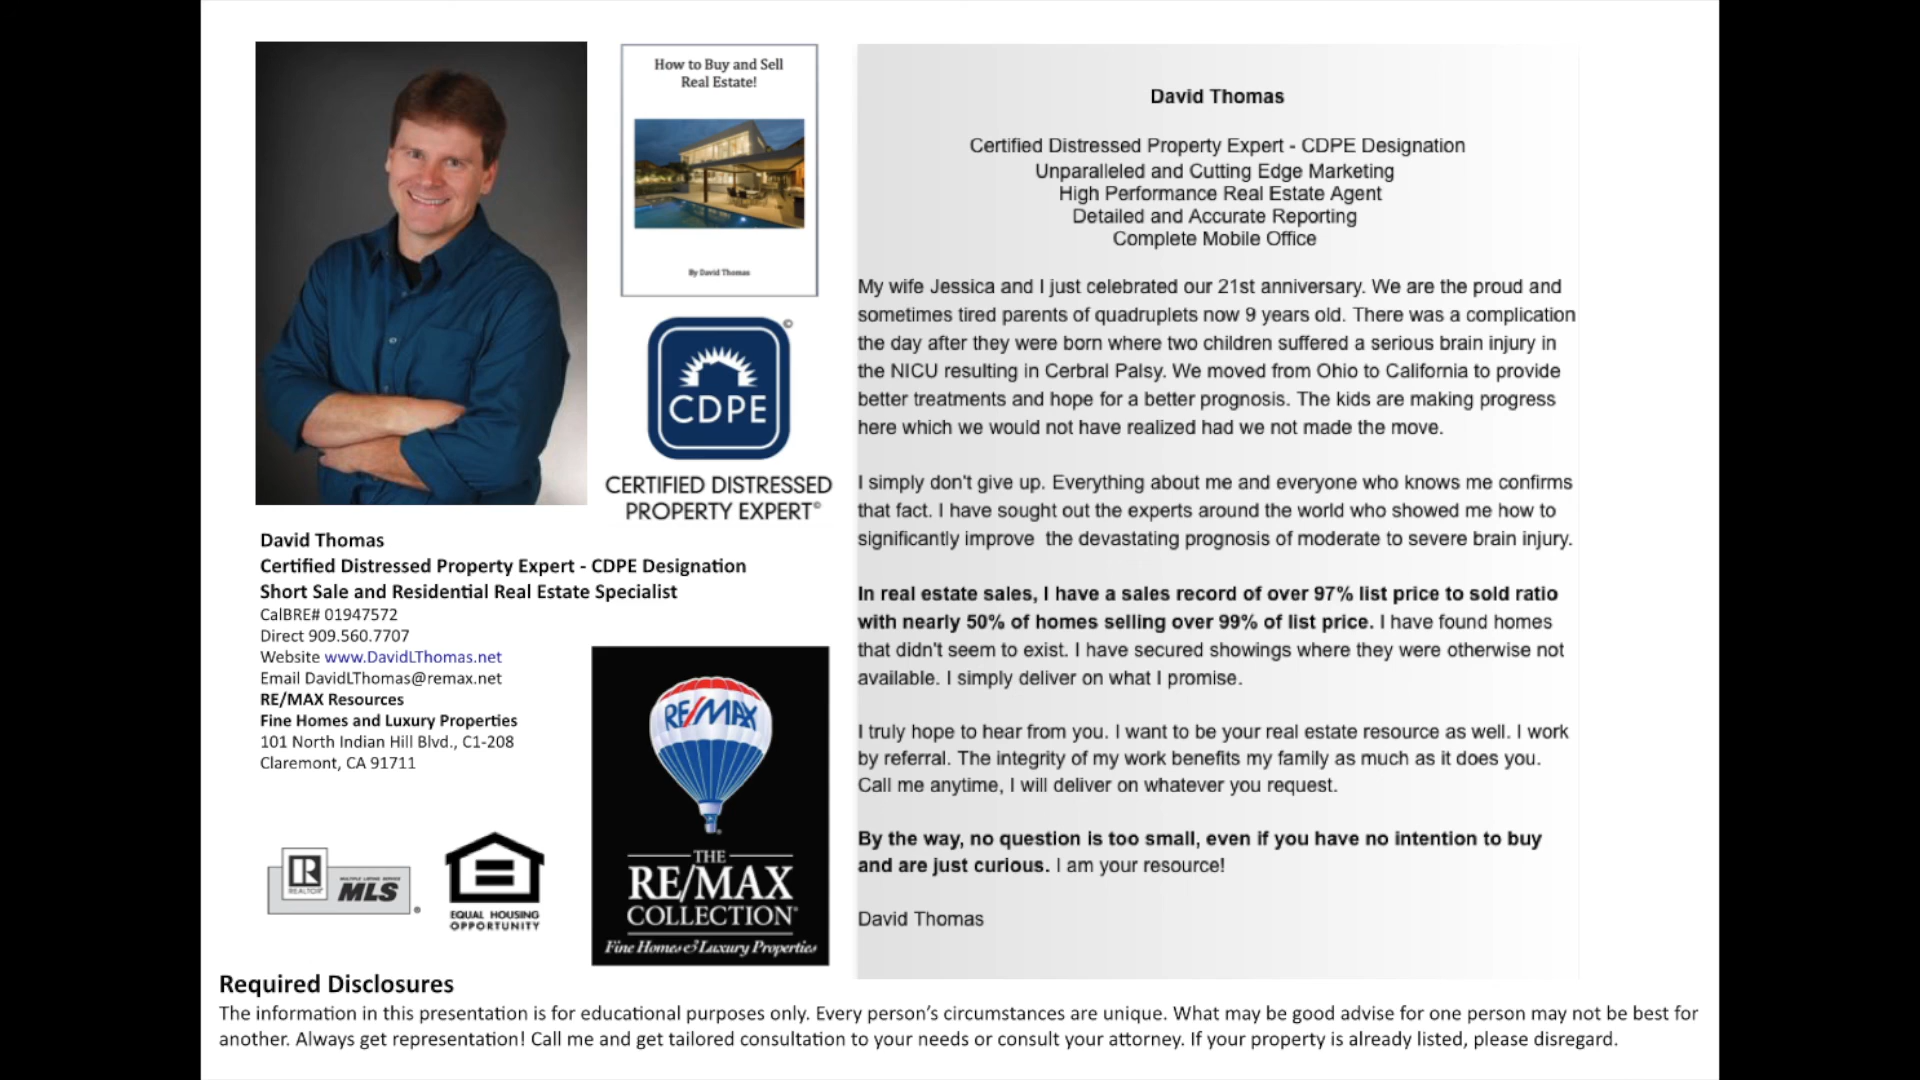 How to Buy and Sell
Real Estate!
By David Thomas
©
CDPE
CERTIFIED DISTRESSED
PROPERTY EXPERT©
David Thomas
Certified Distressed Property Expert - CDPE Designation
Short Sale and Residential Real Estate Specialist
CalBRE# 01947572
Direct 909.560.7707
Website www.DavidLThomas.net
Email DavidLThomas@remax.net
RE/MAX Resources
Fine Homes and Luxury Properties
101 North Indian Hill Blvd., C1-208
Claremont, CA 91711
R
REALTOR®
MULTIPLE LISTING SERVICE
MLS
®
EQUAL HOUSING
OPPORTUNITY
RE/MAX
THE
RE/MAX
COLLECTION®
Fine Homes & Luxury Properties
David Thomas
Certified Distressed Property Expert - CDPE Designation
Unparalleled and Cutting Edge Marketing
High Performance Real Estate Agent
Detailed and Accurate Reporting
Complete Mobile Office
My wife Jessica and I just celebrated our 21st anniversary. We are the proud and
sometimes tired parents of quadruplets now 9 years old. There was a complication
the day after they were born where two children suffered a serious brain injury in
the NICU resulting in Cerbral Palsy. We moved from Ohio to California to provide
better treatments and hope for a better prognosis. The kids are making progress
here which we would not have realized had we not made the move.
I simply don't give up. Everything about me and everyone who knows me confirms
that fact. I have sought out the experts around the world who showed me how to
significantly improve the devastating prognosis of moderate to severe brain injury.
In real estate sales, I have a sales record of over 97% list price to sold ratio
with nearly 50% of homes selling over 99% of list price. I have found homes
that didn't seem to exist. I have secured showings where they were otherwise not
available. I simply deliver on what I promise.
I truly hope to hear from you. I want to be your real estate resource as well. I work
by referral. The integrity of my work benefits my family as much as it does you.
Call me anytime, I will deliver on whatever you request.
By the way, no question is too small, even if you have no intention to buy
and are just curious. I am your resource!
David Thomas
Required Disclosures
The information in this presentation is for educational purposes only. Every person's circumstances are unique. What may be good advise for one person may not be best for
another. Always get representation! Call me and get tailored consultation to your needs or consult your attorney. If your property is already listed, please disregard.